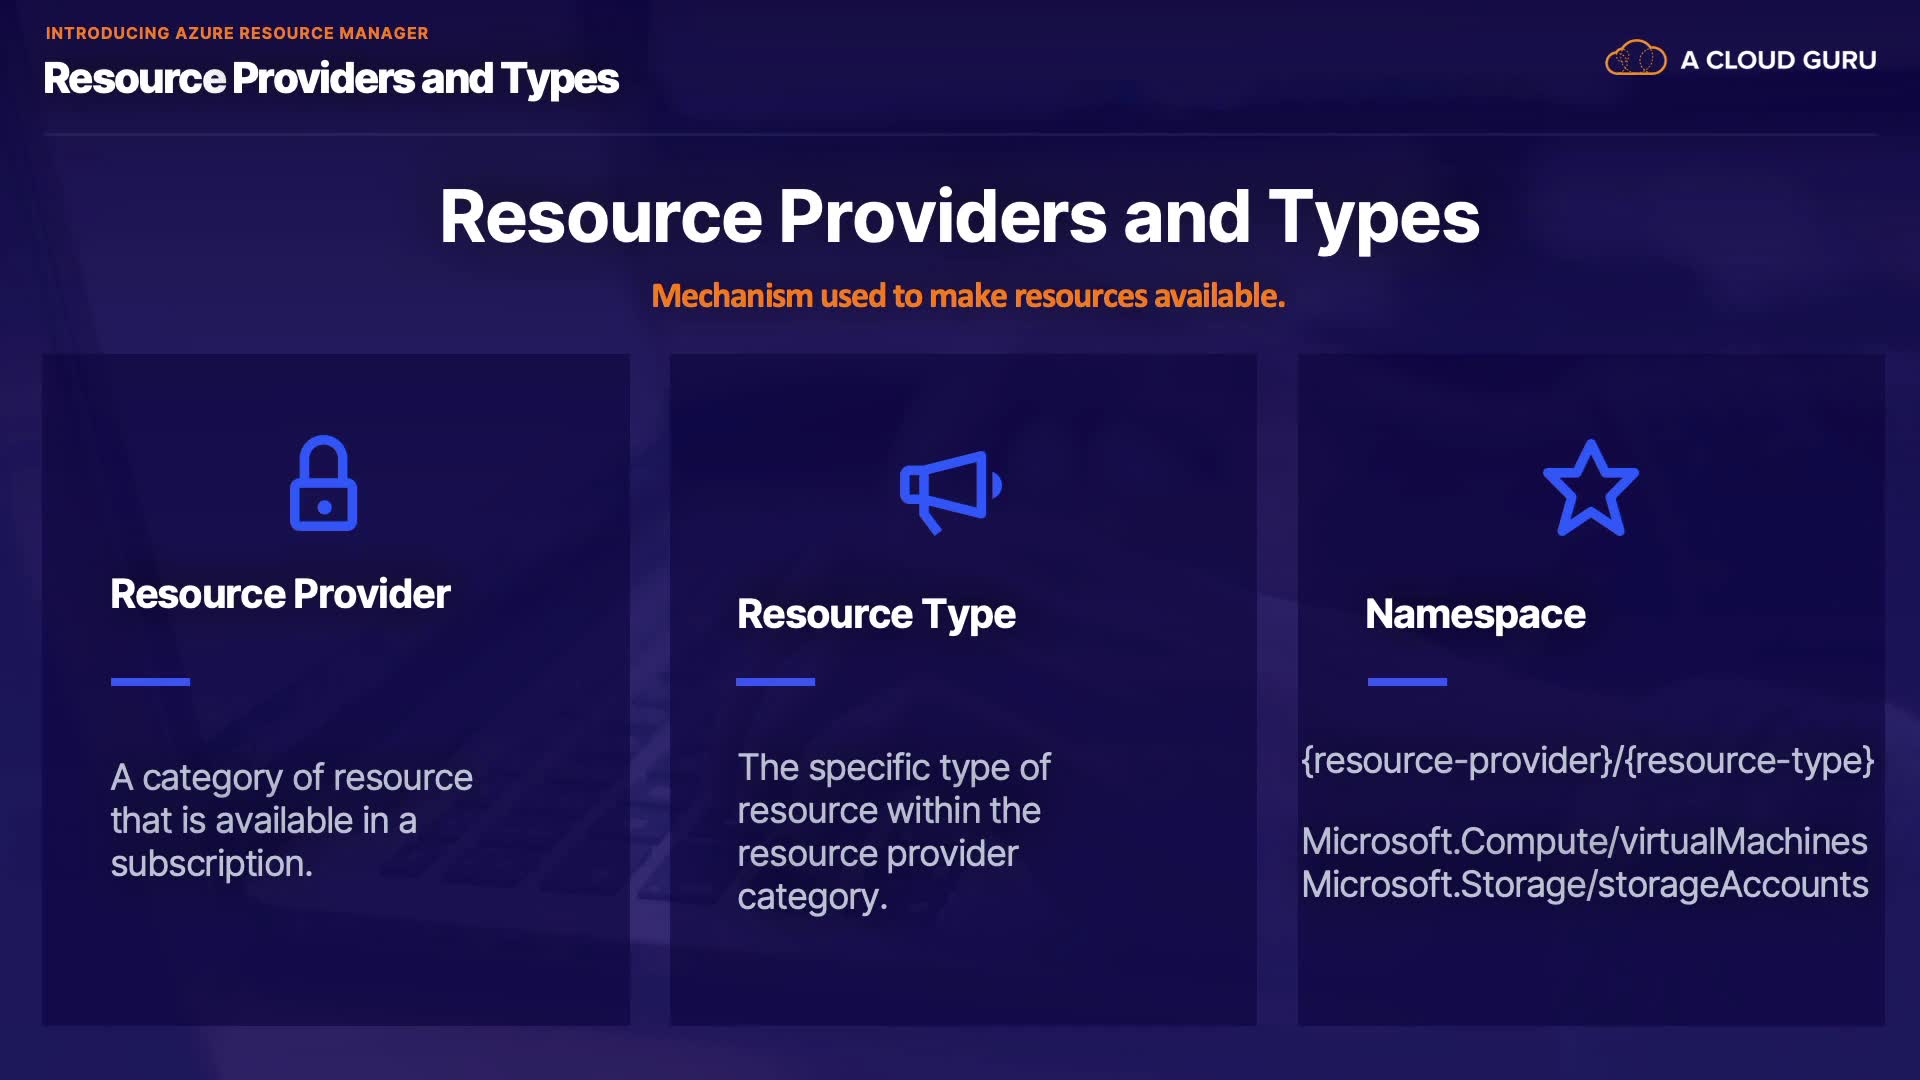 INTRODUCING AZURE RESOURCE MANAGER
Resource Providers and Types
A CLOUD GURU
Resource Providers and Types
Mechanism used to make resources available.
Resource Provider
A category of resource
that is available in a
subscription.
Resource Type
The specific type of
resource within the
resource provider
category.
Namespace
{resource-provider}/{resource-type}
Microsoft.Compute/virtualMachines
Microsoft.Storage/storageAccounts